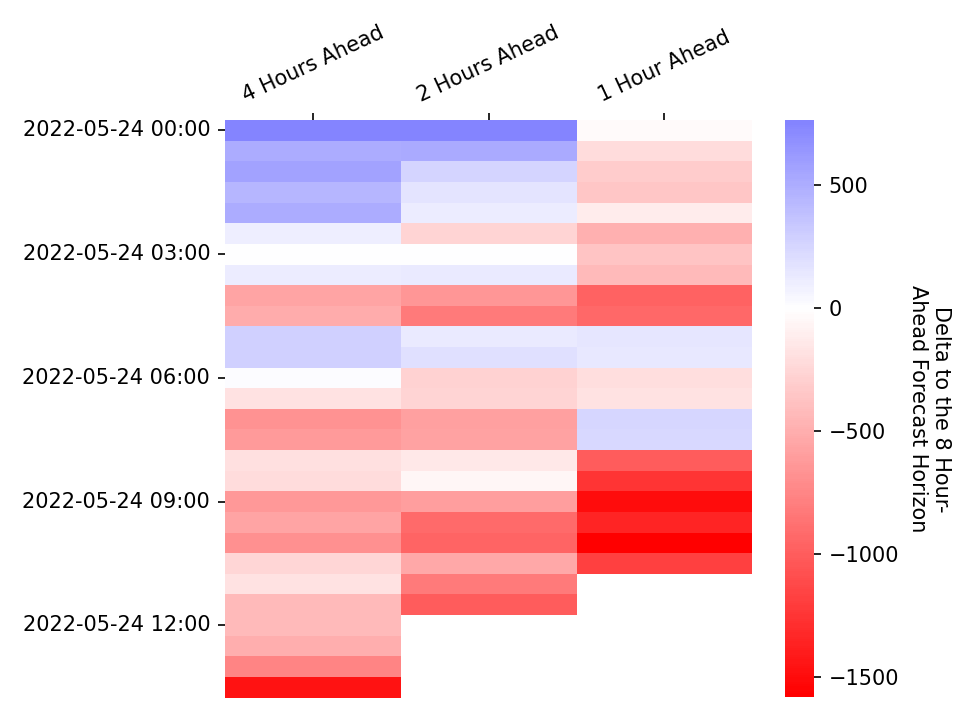 4 Hours Ahead
2 Hours Ahead
1 Hour Ahead
2022-05-24 00:00
2022-05-24 03:00
2022-05-24 06:00
2022-05-24 09:00
2022-05-24 12:00
500
0
−500
−1000
−1500
Delta to the 8 Hour-
Ahead Forecast Horizon